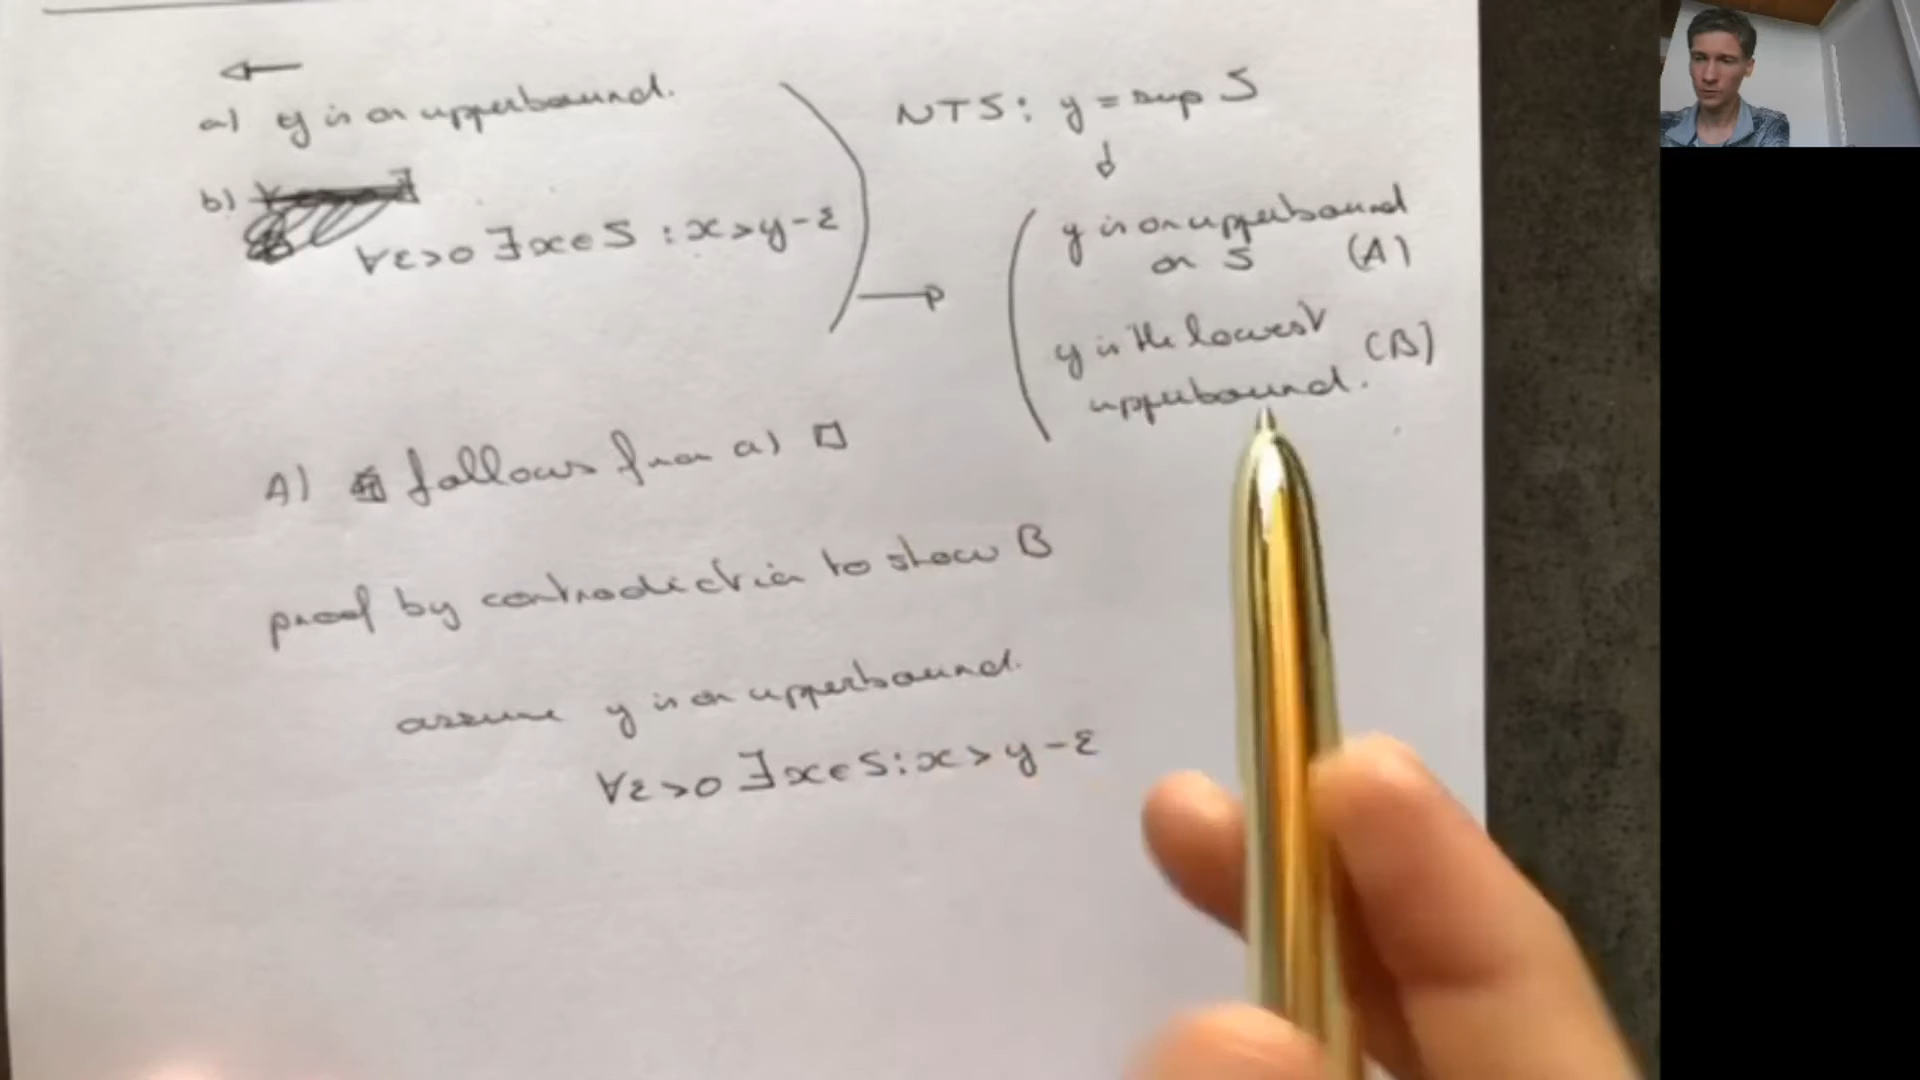 ←
a) y is an upperbound.
b)
∀ε>0 ∃x∈S : x>y-ε
→
NTS: y = sup S
↓
y is an upperbound
on S (A)
y is the lowest (B)
upperbound.
A) follows from a) □
proof by contradiction to show B
assume y is an upperbound.
∀ε>0 ∃x∈S : x>y-ε